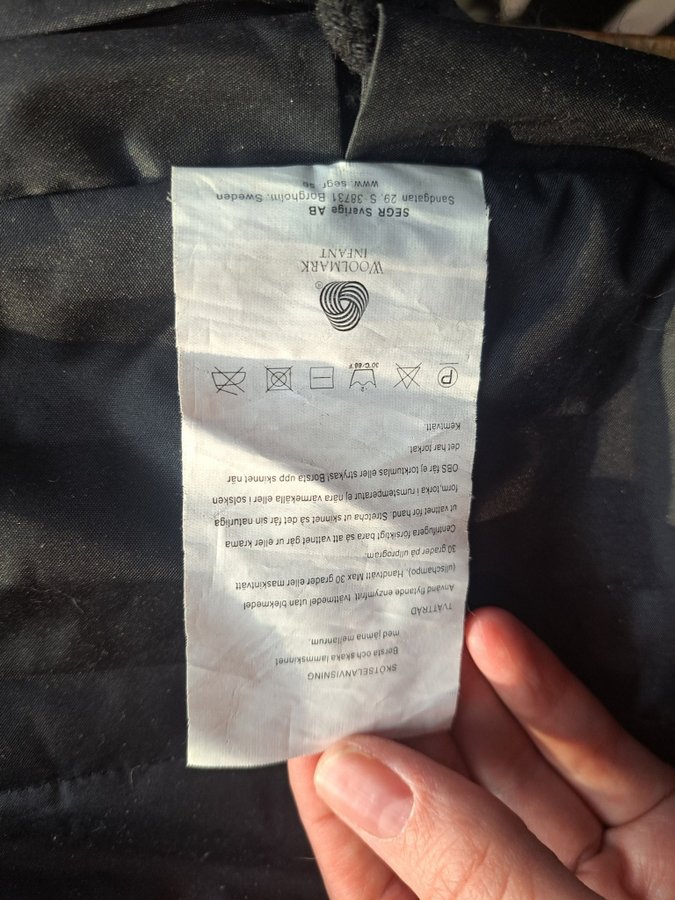 SKÖTSELANVISNING
Borsta och skaka lammskinnet
med jämna mellanrum.
TVÄTTRÅD
Använd flytande enzymfritt tvättmedel utan blekmedel
(ullschampo), Handtvätt Max 30 grader eller maskintvätt
30 grader på ullprogram.
Centrifugera försiktigt bara så att vattnet går ur eller krama
ut vattnet för hand. Stretcha ut skinnet så det får sin naturliga
form,torka i rumstemperatur ej nära värmekälla eller i solsken
OBS får ej torktumlas eller strykas! Borsta upp skinnet när
det har torkat.
Kemtvätt.
P 30°C/86°F
WOOLMARK
INFANT
SEGR Sverige AB
Sandgatan 29, S-38731 Borgholm, Sweden
www.segr.se